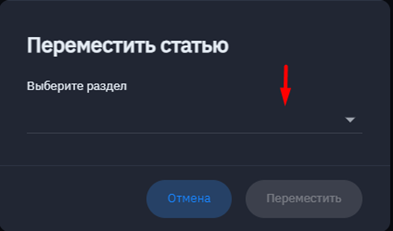 Переместить статью
Выберите раздел
Отмена
Переместить